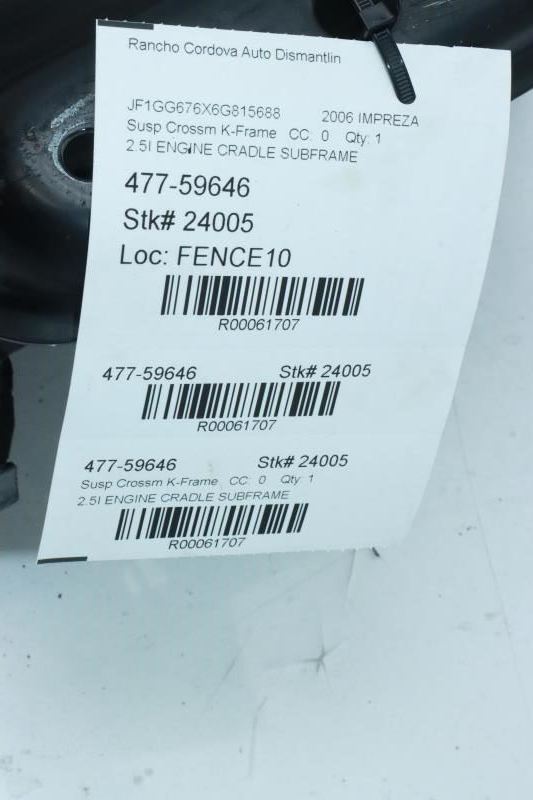 Rancho Cordova Auto Dismantlin
JF1GG676X6G815688 2006 IMPREZA
Susp Crossm K-Frame CC: 0 Qty: 1
2.5I ENGINE CRADLE SUBFRAME
477-59646
Stk# 24005
Loc: FENCE10
R00061707
477-59646 Stk# 24005
R00061707
477-59646 Stk# 24005
Susp Crossm K-Frame CC: 0 Qty: 1
2.5I ENGINE CRADLE SUBFRAME
R00061707